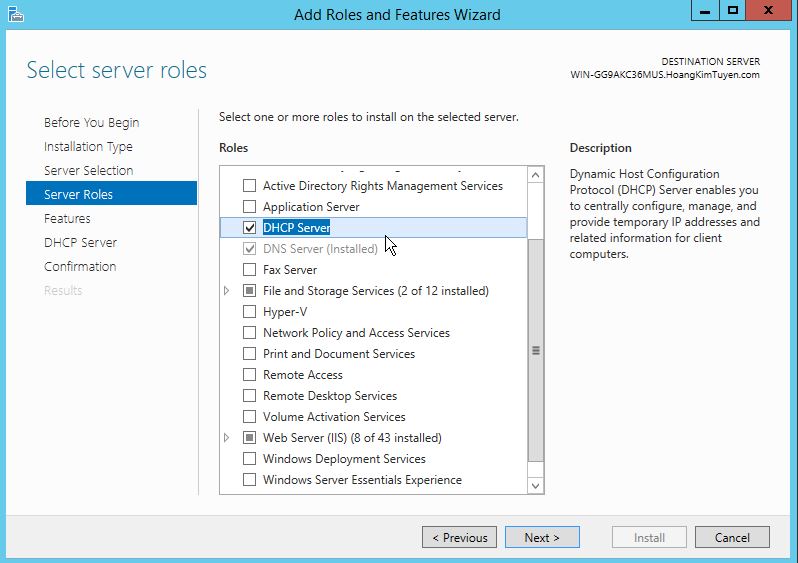 Add Roles and Features Wizard
Select server roles
DESTINATION SERVER
WIN-GG9AKC36MUS.HoangKimTuyen.com
Before You Begin
Installation Type
Server Selection
Server Roles
Features
DHCP Server
Confirmation
Results
Select one or more roles to install on the selected server.
Roles
Active Directory Rights Management Services
Application Server
DHCP Server
DNS Server (Installed)
Fax Server
File and Storage Services (2 of 12 installed)
Hyper-V
Network Policy and Access Services
Print and Document Services
Remote Access
Remote Desktop Services
Volume Activation Services
Web Server (IIS) (8 of 43 installed)
Windows Deployment Services
Windows Server Essentials Experience
Description
Dynamic Host Configuration
Protocol (DHCP) Server enables you
to centrally configure, manage, and
provide temporary IP addresses and
related information for client
computers.
< Previous
Next >
Install
Cancel